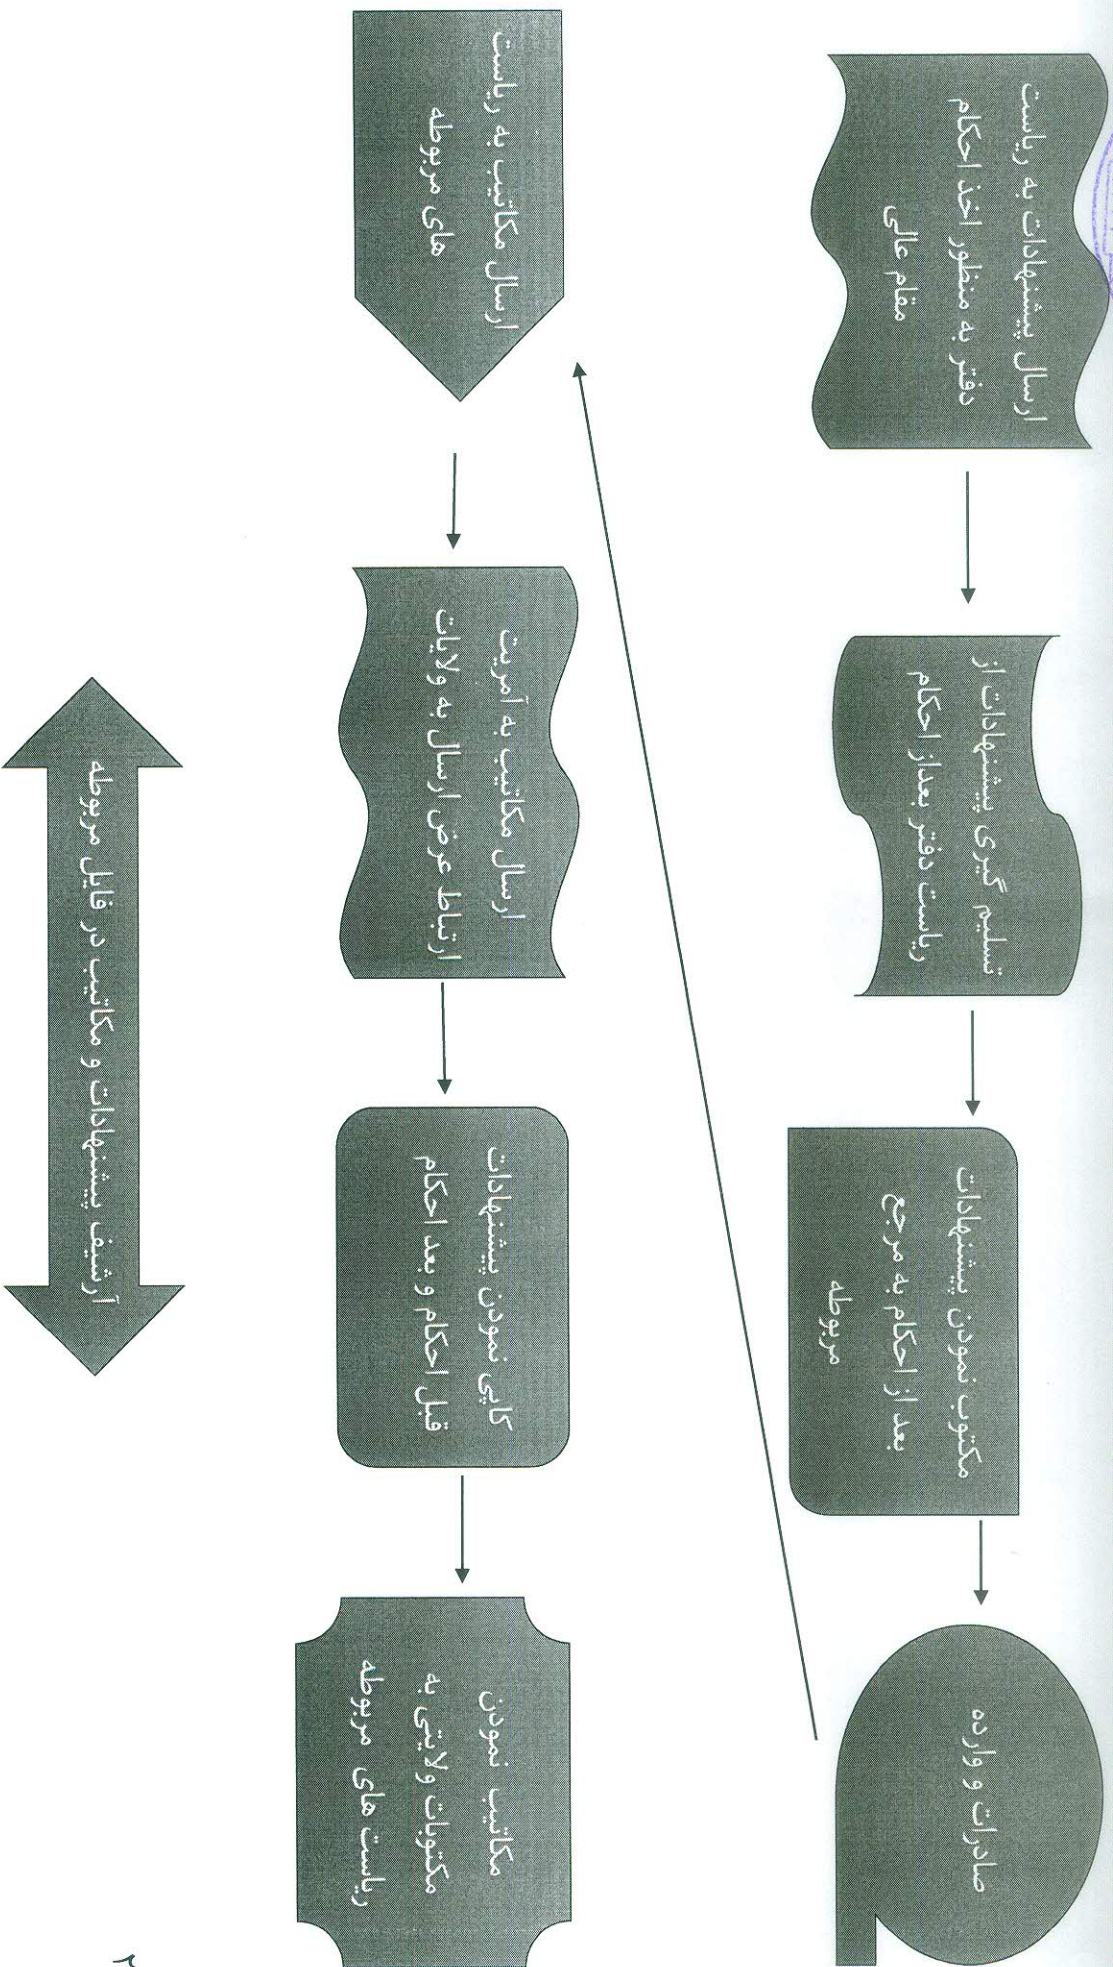 ارسال پیشنهادات به ریاست
دفتر به منظور اخذ احکام
مقام عالی
تسلیم گیری پیشنهادات از
ریاست دفتر بعداز احکام
مکتوب نمودن پیشنهادات
بعد از احکام به مرجع
مربوطه
صادرات و وارده
ارسال مکاتیب به ریاست
های مربوطه
ارسال مکاتیب به آمریت
ارتباط عرض ارسال به ولایات
کاپی نمودن پیشنهادات
قبل احکام و بعد احکام
مکاتیب نمودن
مکتوبات ولایتی به
ریاست های مربوطه
آرشیف پیشنهادات و مکاتیب در فایل مربوطه
۲